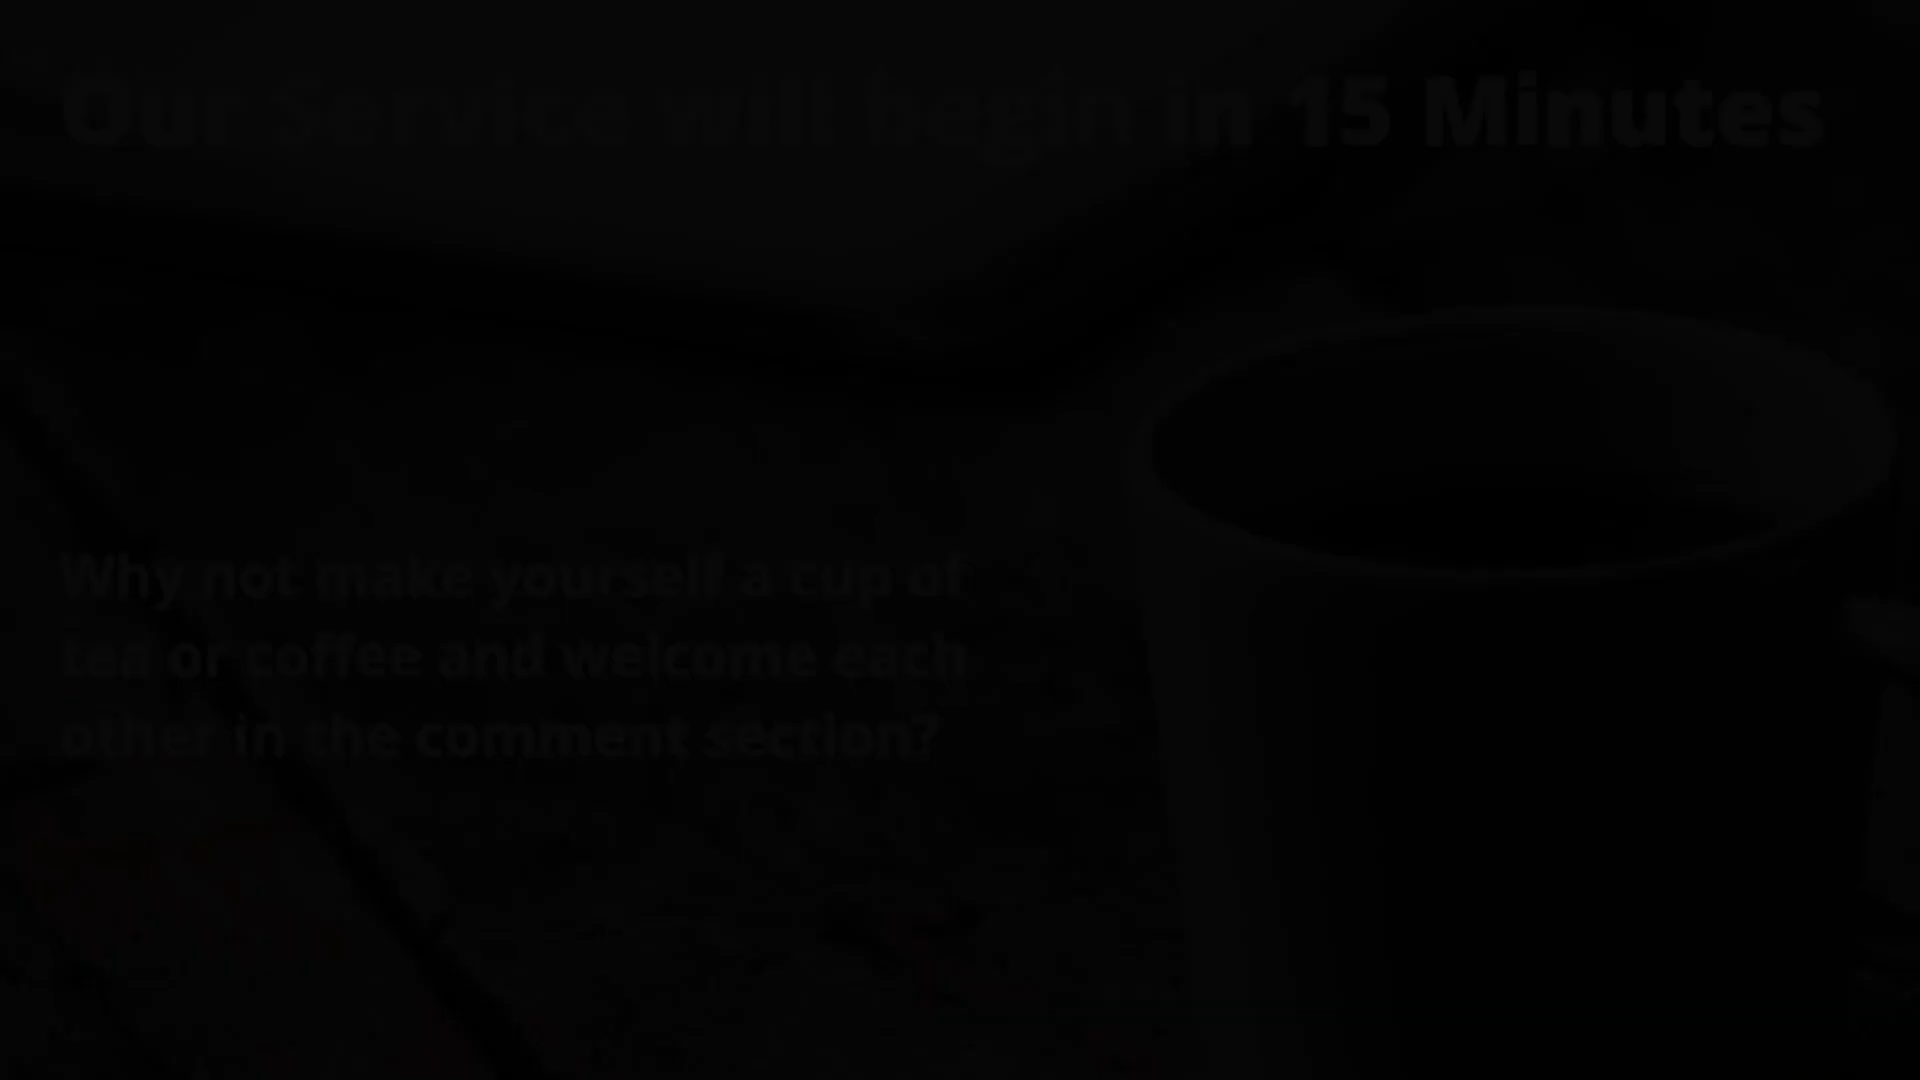 Our Service will begin in 15 Minutes
Why not make yourself a cup of
tea or coffee and welcome each
other in the comment section?